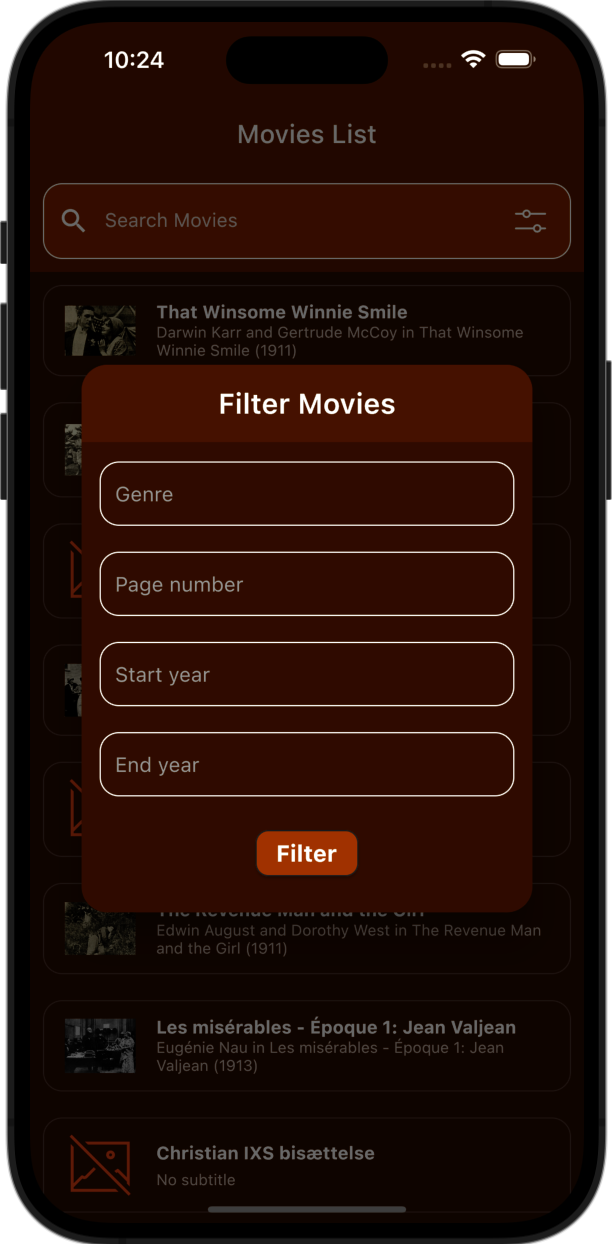 10:24
Movies List
Search Movies
That Winsome Winnie Smile
Darwin Karr and Gertrude McCoy in That Winsome
Winnie Smile (1911)
Filter Movies
Genre
Page number
Start year
End year
Filter
The Revenue Man and the Girl
Edwin August and Dorothy West in The Revenue Man
and the Girl (1911)
Les misérables - Époque 1: Jean Valjean
Eugénie Nau in Les misérables - Époque 1: Jean
Valjean (1913)
Christian IXS bisættelse
No subtitle